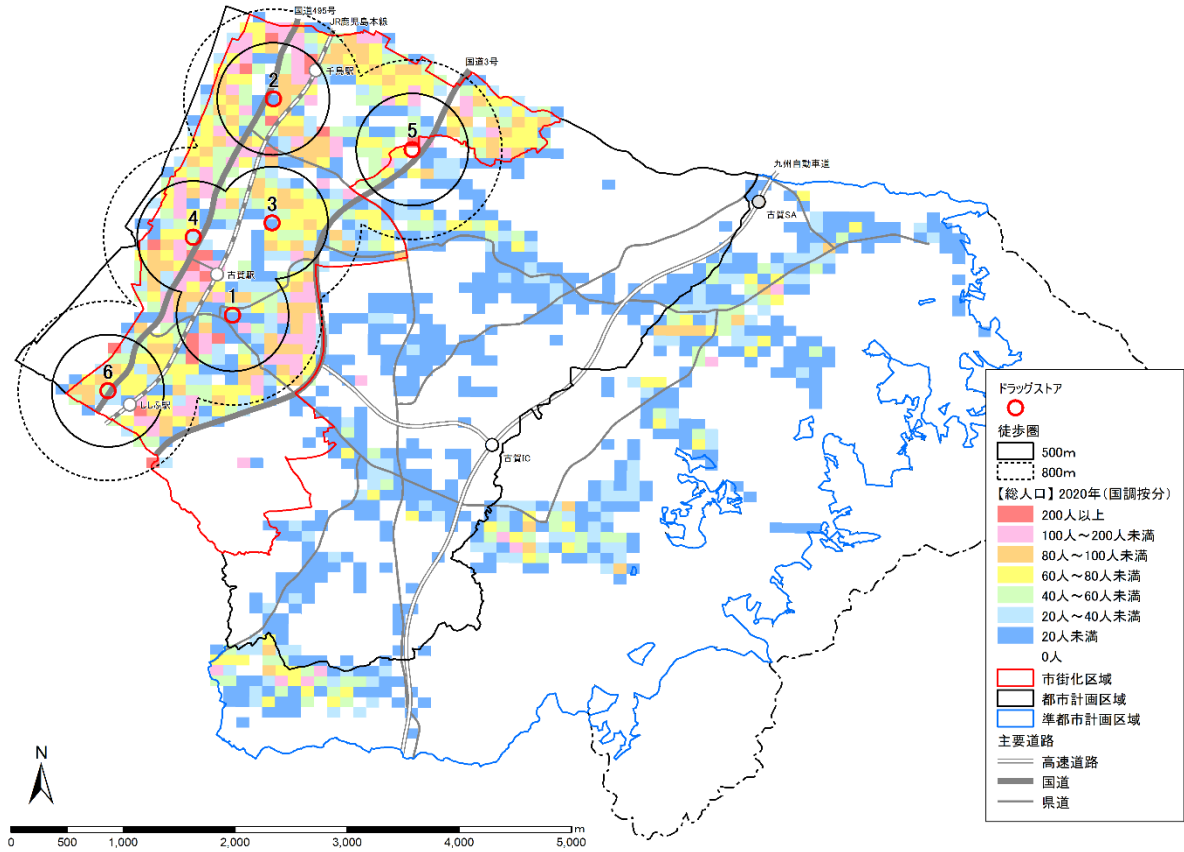 国道495号
JR鹿児島本線
千鳥駅
国道3号
2
5
九州自動車道
古賀SA
4
3
古賀駅
1
6
ししぶ駅
古賀IC
ドラッグストア
徒歩圏
500m
800m
【総人口】2020年(国調按分)
200人以上
100人～200人未満
80人～100人未満
60人～80人未満
40人～60人未満
20人～40人未満
20人未満
0人
市街化区域
都市計画区域
準都市計画区域
主要道路
高速道路
国道
県道
N
0 500 1,000 2,000 3,000 4,000 5,000 m